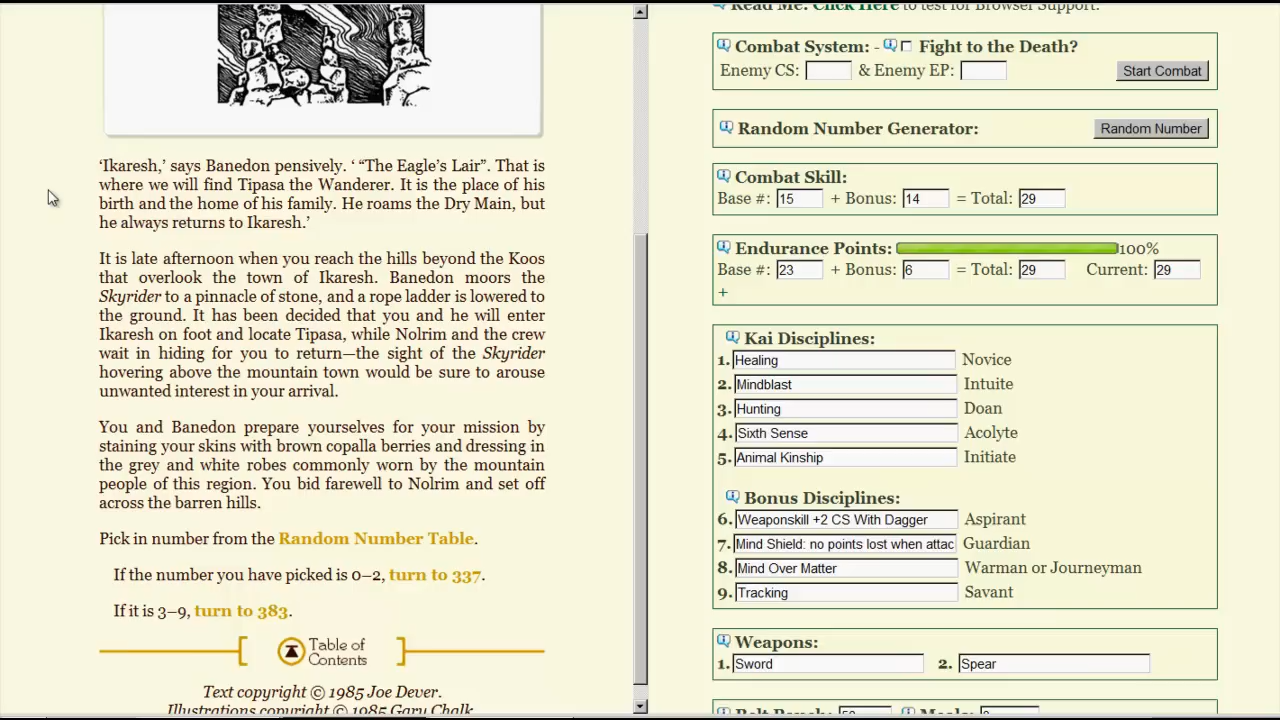 ‘Ikaresh,’ says Banedon pensively. ‘ “The Eagle’s Lair”. That is
where we will find Tipasa the Wanderer. It is the place of his
birth and the home of his family. He roams the Dry Main, but
he always returns to Ikaresh.’
It is late afternoon when you reach the hills beyond the Koos
that overlook the town of Ikaresh. Banedon moors the
Skyrider to a pinnacle of stone, and a rope ladder is lowered to
the ground. It has been decided that you and he will enter
Ikaresh on foot and locate Tipasa, while Nolrim and the crew
wait in hiding for you to return—the sight of the Skyrider
hovering above the mountain town would be sure to arouse
unwanted interest in your arrival.
You and Banedon prepare yourselves for your mission by
staining your skins with brown copalla berries and dressing in
the grey and white robes commonly worn by the mountain
people of this region. You bid farewell to Nolrim and set off
across the barren hills.
Pick in number from the Random Number Table.
If the number you have picked is 0–2, turn to 337.
If it is 3–9, turn to 383.
Table of
Contents
Text copyright © 1985 Joe Dever.
Illustrations copyright © 1985 Gary Chalk.
Read Me: Click Here to test for Browser Support.
Combat System: - Fight to the Death?
Enemy CS: & Enemy EP: Start Combat
Random Number Generator: Random Number
Combat Skill:
Base #: 15 + Bonus: 14 = Total: 29
Endurance Points: 100%
Base #: 23 + Bonus: 6 = Total: 29 Current: 29
+
Kai Disciplines:
1. Healing Novice
2. Mindblast Intuite
3. Hunting Doan
4. Sixth Sense Acolyte
5. Animal Kinship Initiate
Bonus Disciplines:
6. Weaponskill +2 CS With Dagger Aspirant
7. Mind Shield: no points lost when attac Guardian
8. Mind Over Matter Warman or Journeyman
9. Tracking Savant
Weapons:
1. Sword 2. Spear
Belt Pouch: Meals: